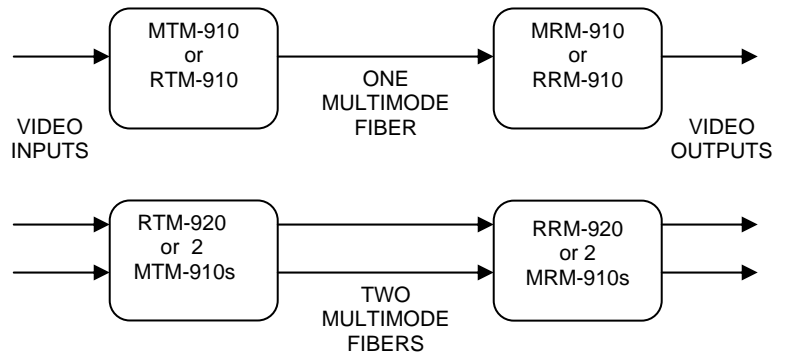 MTM-910
or
RTM-910
MRM-910
or
RRM-910
ONE
MULTIMODE
FIBER
VIDEO
INPUTS
VIDEO
OUTPUTS
RTM-920
or 2
MTM-910s
RRM-920
or 2
MRM-910s
TWO
MULTIMODE
FIBERS